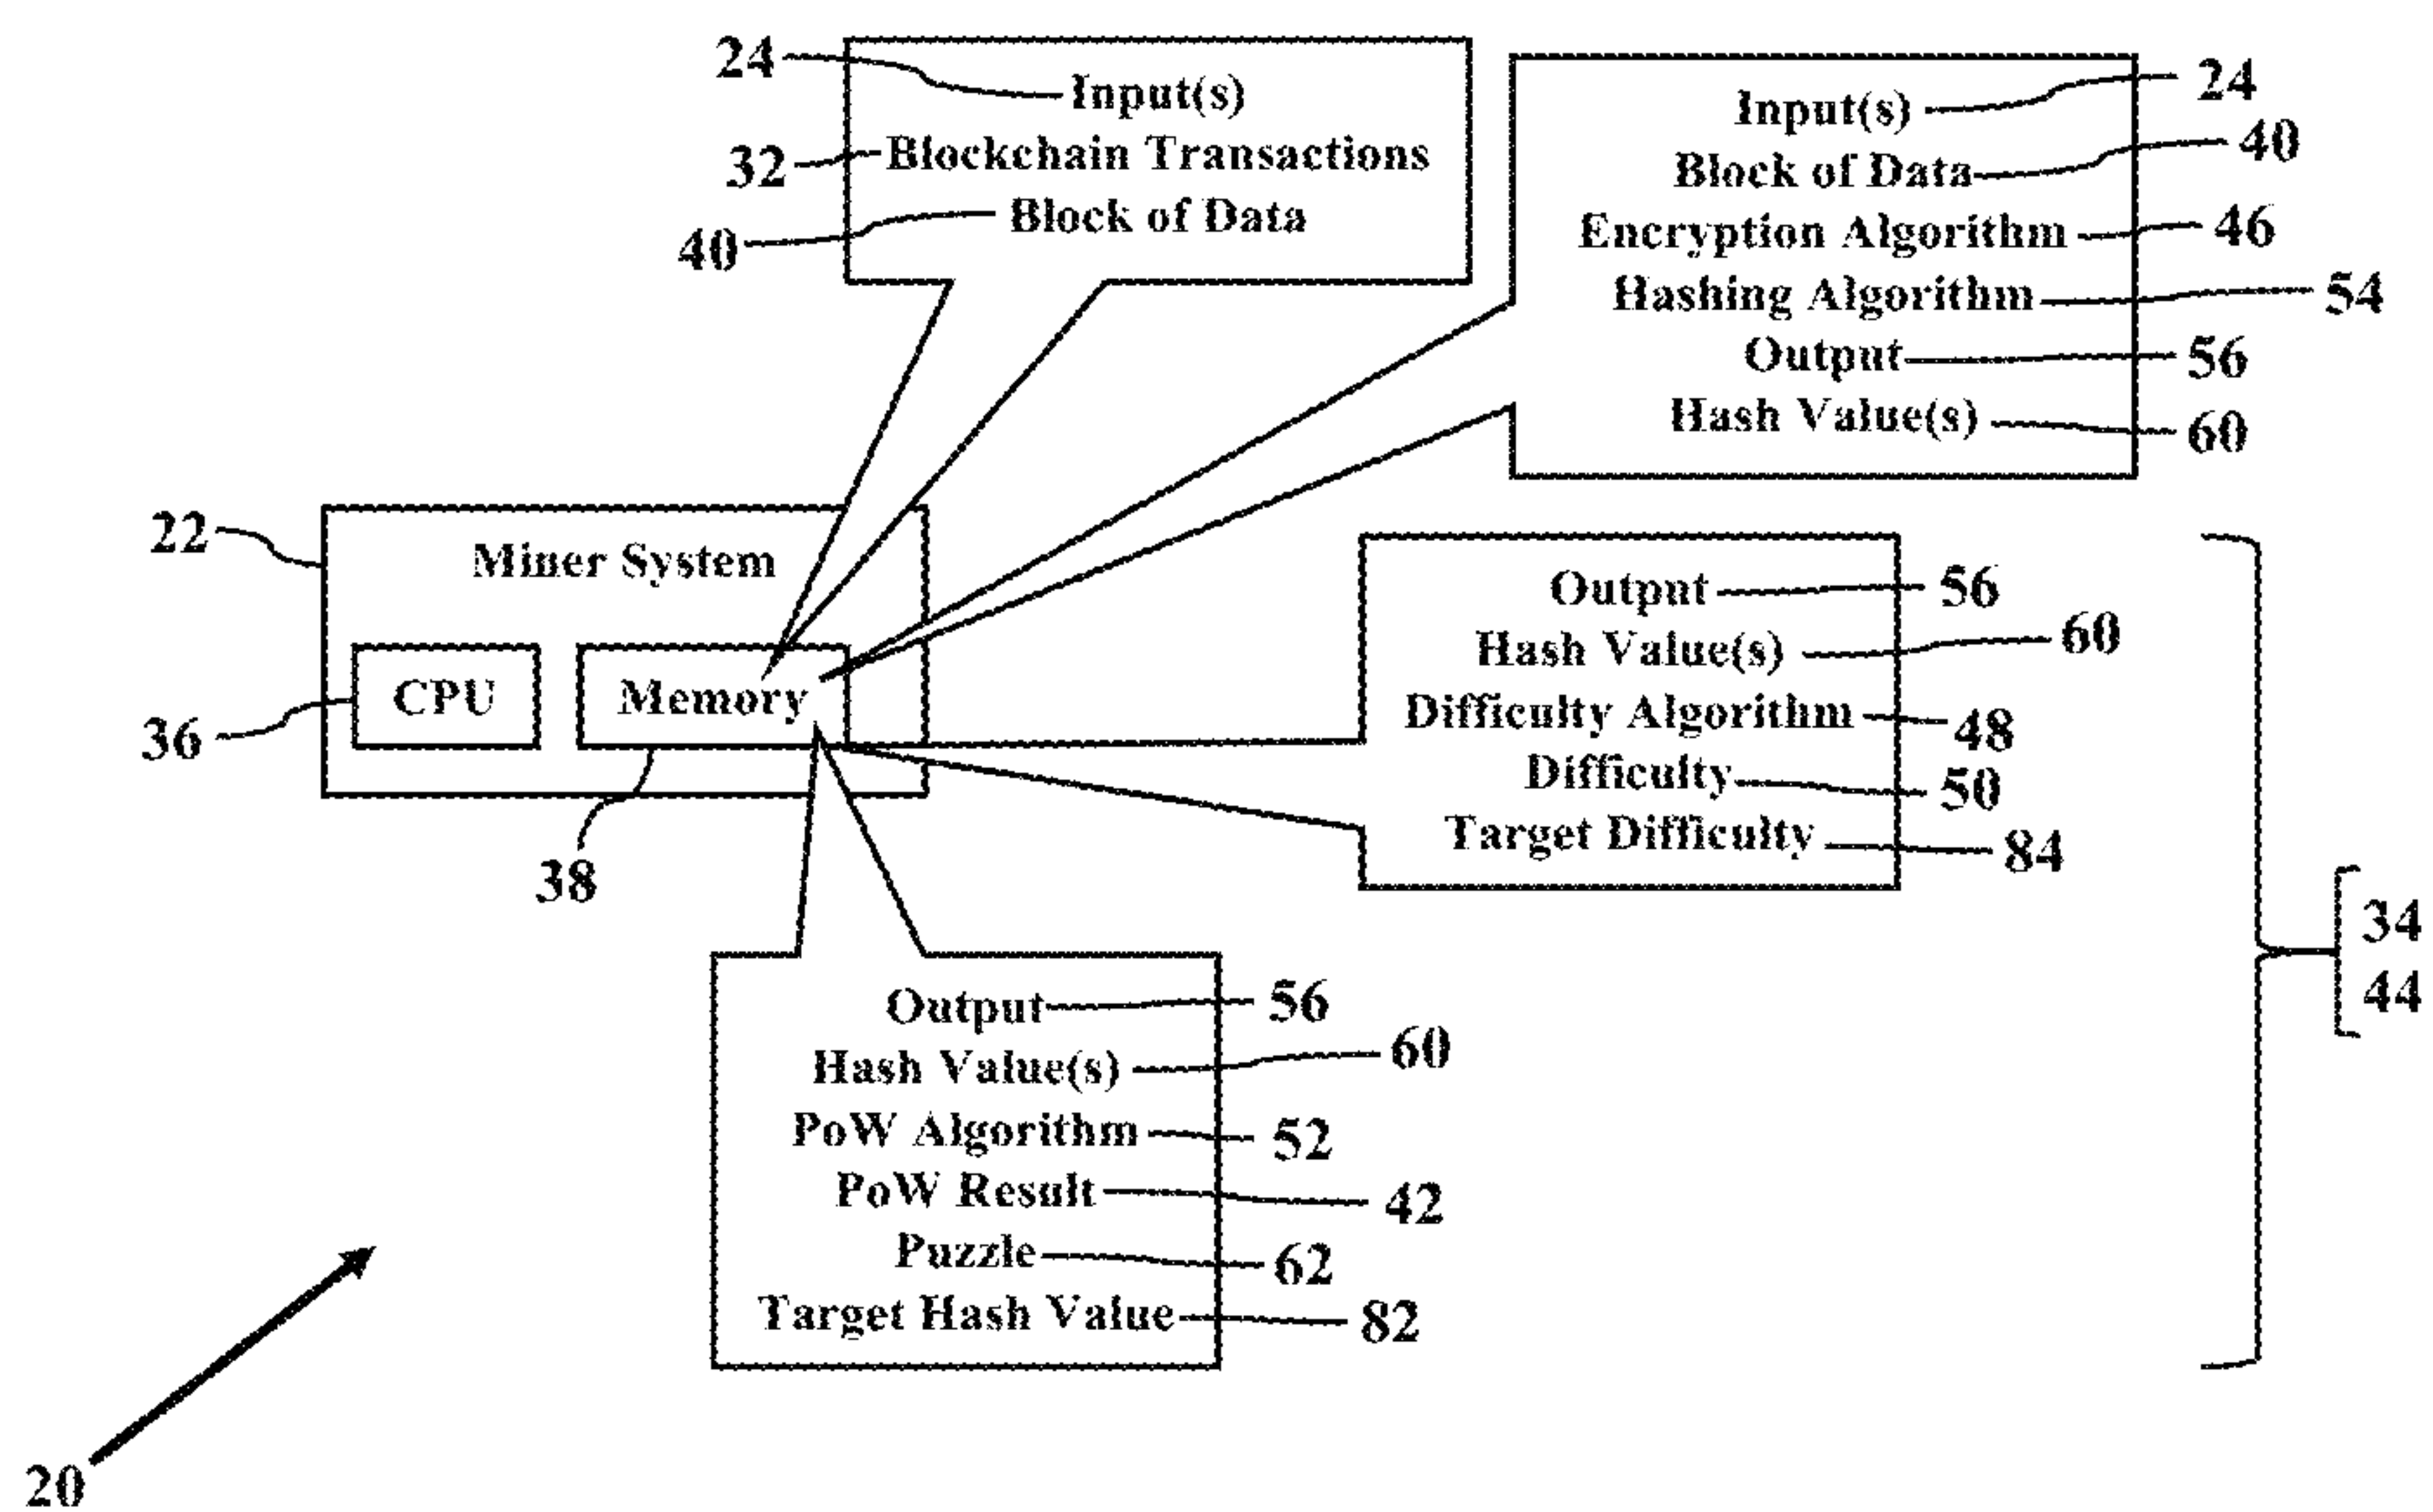 24
Input(s)
32
Blockchain Transactions
40
Block of Data
Input(s) 24
Block of Data 40
Encryption Algorithm 46
Hashing Algorithm 54
Output 56
Hash Value(s) 60
22
Miner System
36
CPU
Memory
38
Output 56
Hash Value(s) 60
Difficulty Algorithm 48
Difficulty 50
Target Difficulty 84
34
44
Output 56
Hash Value(s) 60
PoW Algorithm 52
PoW Result 42
Puzzle 62
Target Hash Value 82
20